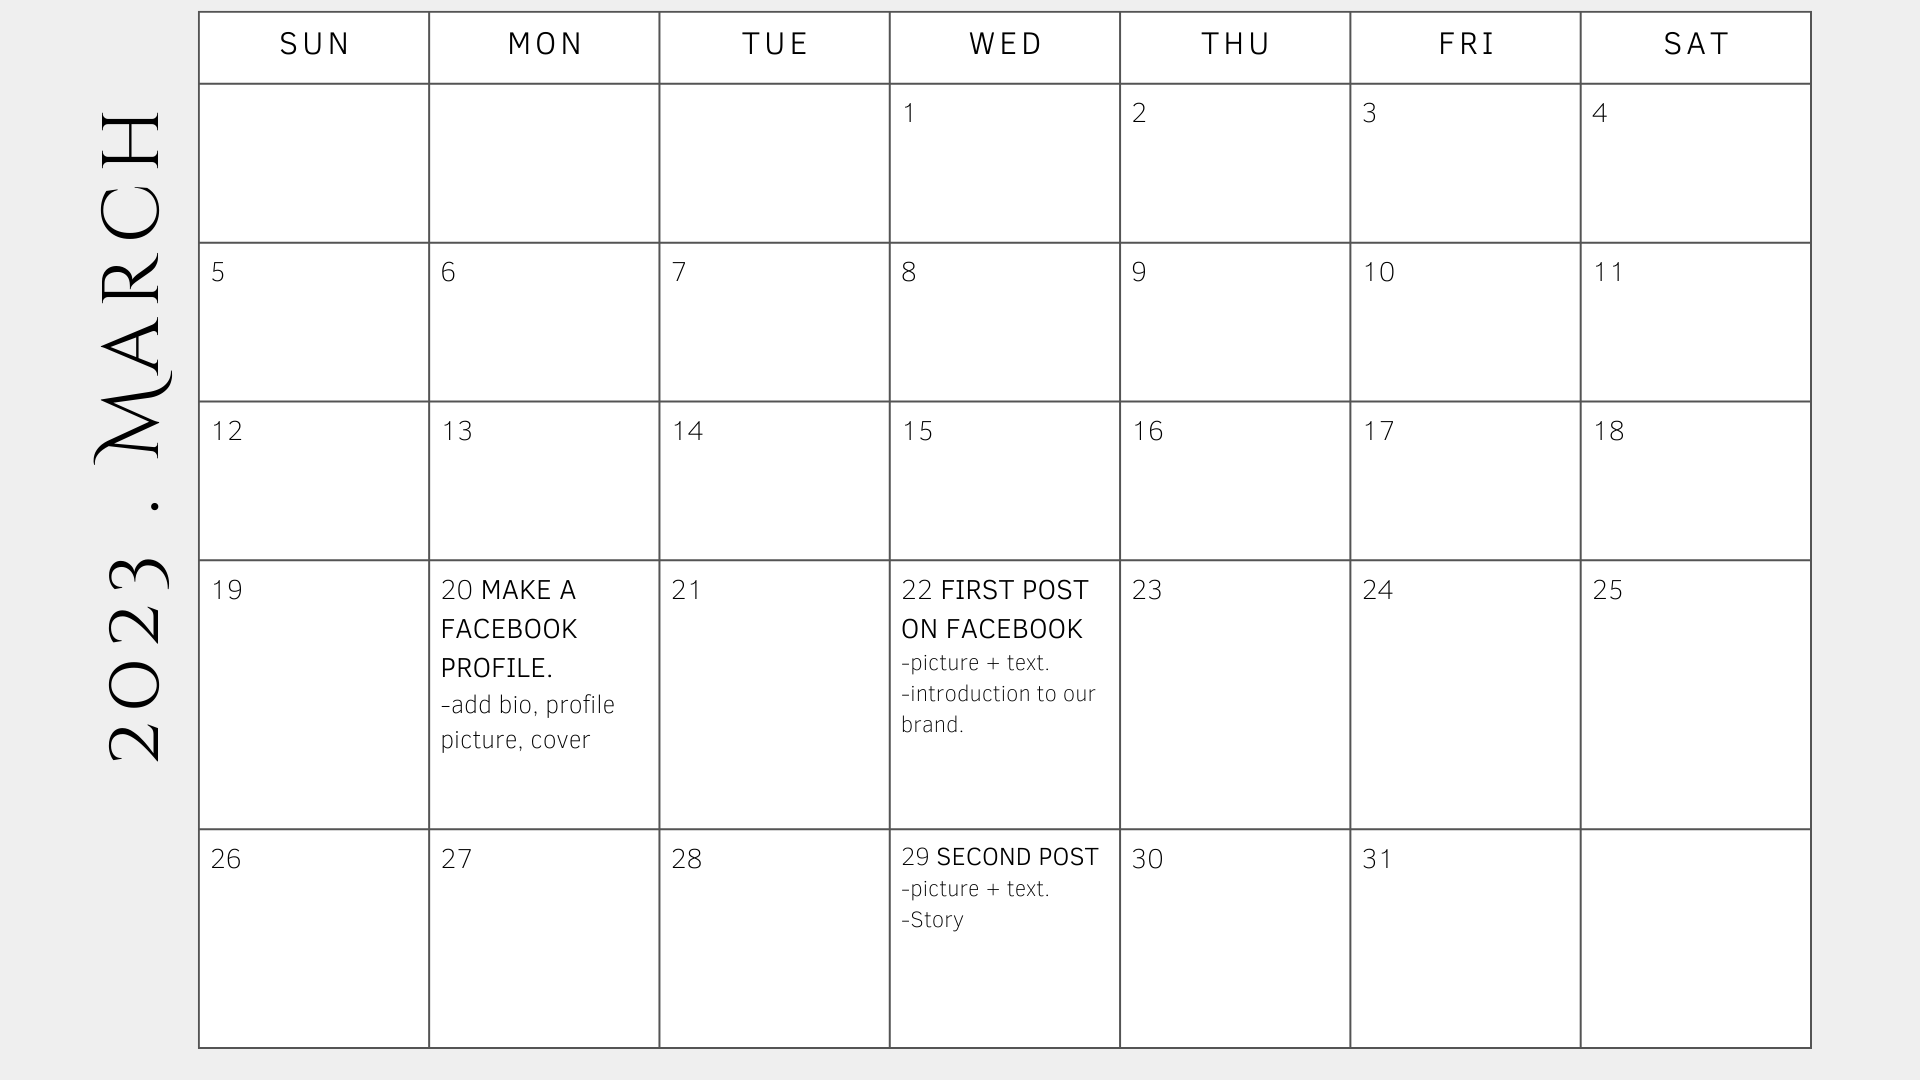 2023 . MARCH
SUN MON TUE WED THU FRI SAT
1 2 3 4
5 6 7 8 9 10 11
12 13 14 15 16 17 18
19
20 MAKE A
FACEBOOK
PROFILE.
-add bio, profile
picture, cover
21
22 FIRST POST
ON FACEBOOK
-picture + text.
-introduction to our
brand.
23
24
25
26
27
28
29 SECOND POST
-picture + text.
-Story
30
31